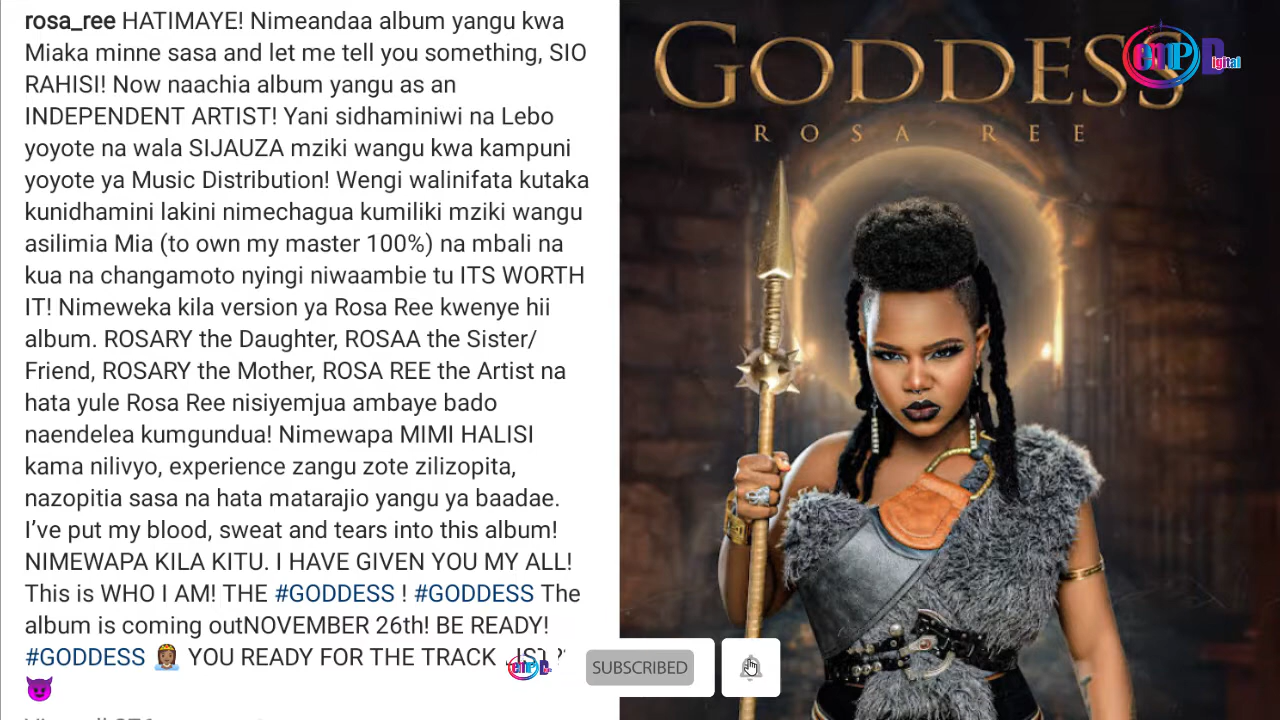 rosa_ree HATIMAYE! Nimeandaa album yangu kwa
Miaka minne sasa and let me tell you something, SIO
RAHISI! Now naachia album yangu as an
INDEPENDENT ARTIST! Yani sidhaminiwi na Lebo
yoyote na wala SIJAUZA mziki wangu kwa kampuni
yoyote ya Music Distribution! Wengi walinifata kutaka
kunidhamini lakini nimechagua kumiliki mziki wangu
asilimia Mia (to own my master 100%) na mbali na
kua na changamoto nyingi niwaambie tu ITS WORTH
IT! Nimeweka kila version ya Rosa Ree kwenye hii
album. ROSARY the Daughter, ROSAA the Sister/
Friend, ROSARY the Mother, ROSA REE the Artist na
hata yule Rosa Ree nisiyemjua ambaye bado
naendelea kumgundua! Nimewapa MIMI HALISI
kama nilivyo, experience zangu zote zilizopita,
nazopitia sasa na hata matarajio yangu ya baadae.
I’ve put my blood, sweat and tears into this album!
NIMEWAPA KILA KITU. I HAVE GIVEN YOU MY ALL!
This is WHO I AM! THE #GODDESS ! #GODDESS The
album is coming outNOVEMBER 26th! BE READY!
#GODDESS 👸🏽 YOU READY FOR THE TRACK
😈
GODDESS
ROSA REE
Digital
SUBSCRIBED